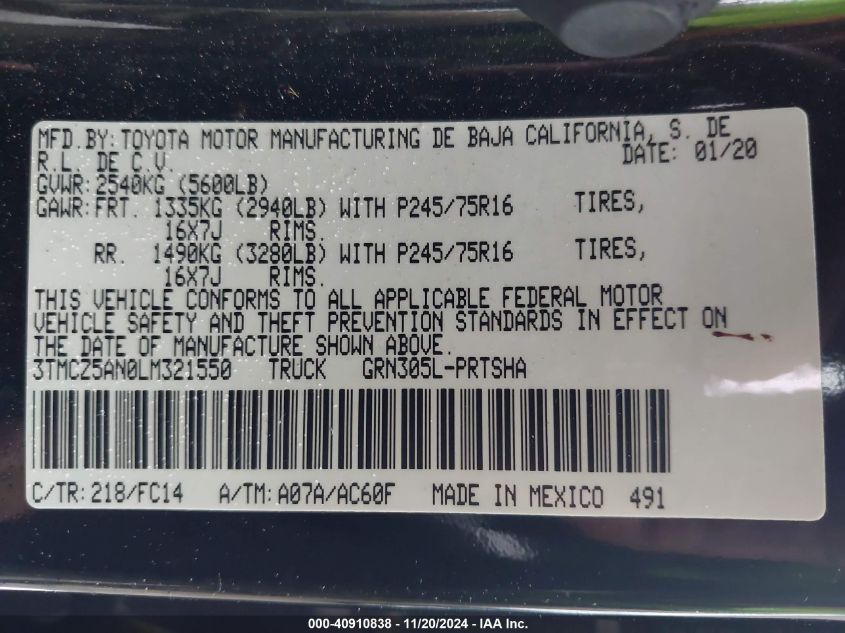 MFD.BY:TOYOTA MOTOR MANUFACTURING DE BAJA CALIFORNIA, S. DE
R.L. DE C.V. DATE: 01/20
GVWR:2540KG (5600LB)
GAWR:FRT. 1335KG (2940LB) WITH P245/75R16 TIRES,
16X7J RIMS.
RR. 1490KG (3280LB) WITH P245/75R16 TIRES,
16X7J RIMS.
THIS VEHICLE CONFORMS TO ALL APPLICABLE FEDERAL MOTOR
VEHICLE SAFETY AND THEFT PREVENTION STANDARDS IN EFFECT ON
THE DATE OF MANUFACTURE SHOWN ABOVE.
3TMCZ5AN0LM321550 TRUCK GRN305L-PRTSHA
C/TR:218/FC14 A/TM:A07A/AC60F MADE IN MEXICO 491
000-40910838 - 11/20/2024 - PRTSHA Inc.